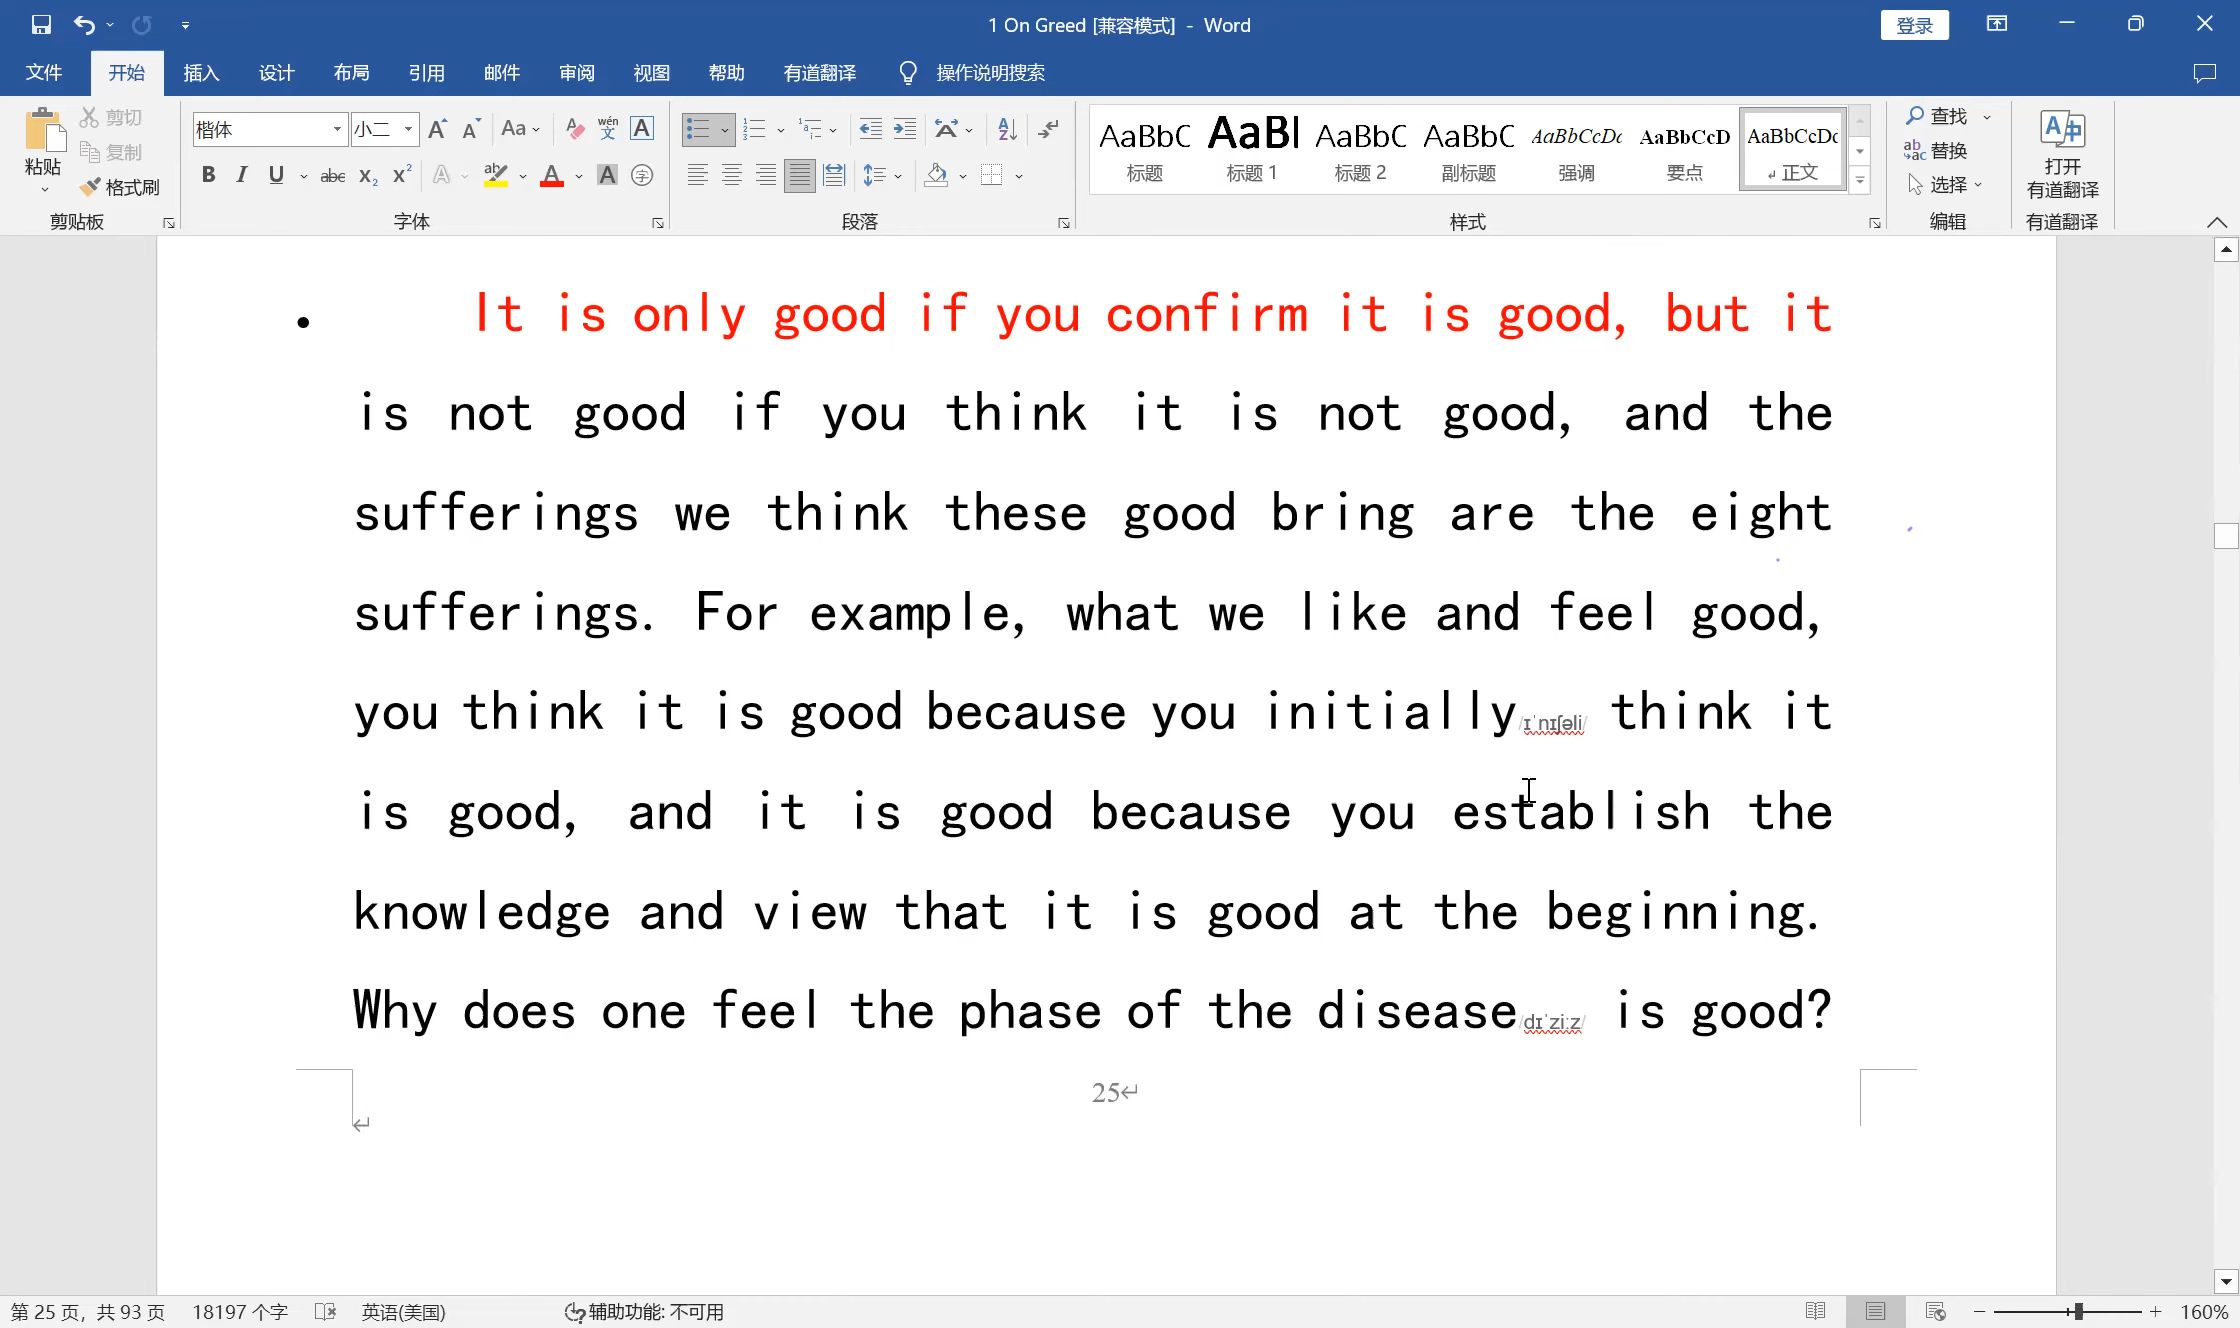 1 On Greed [兼容模式] - Word
登录
文件 开始 插入 设计 布局 引用 邮件 审阅 视图 帮助 有道翻译 操作说明搜索
粘贴
剪切
复制
格式刷
剪贴板
楷体 小二
字体
段落
AaBbC AaBl AaBbC AaBbC AaBbCcDc AaBbCcD AaBbCcDc
标题 标题 1 标题 2 副标题 强调 要点 ↲ 正文
样式
查找
替换
选择
编辑
打开
有道翻译
有道翻译
• It is only good if you confirm it is good, but it
is not good if you think it is not good, and the
sufferings we think these good bring are the eight
sufferings. For example, what we like and feel good,
you think it is good because you initially/ɪˈnɪʃəli/ think it
is good, and it is good because you establish the
knowledge and view that it is good at the beginning.
Why does one feel the phase of the disease/dɪˈziːz/ is good?
25↵
第 25 页，共 93 页 18197 个字 英语(美国) 辅助功能: 不可用 160%